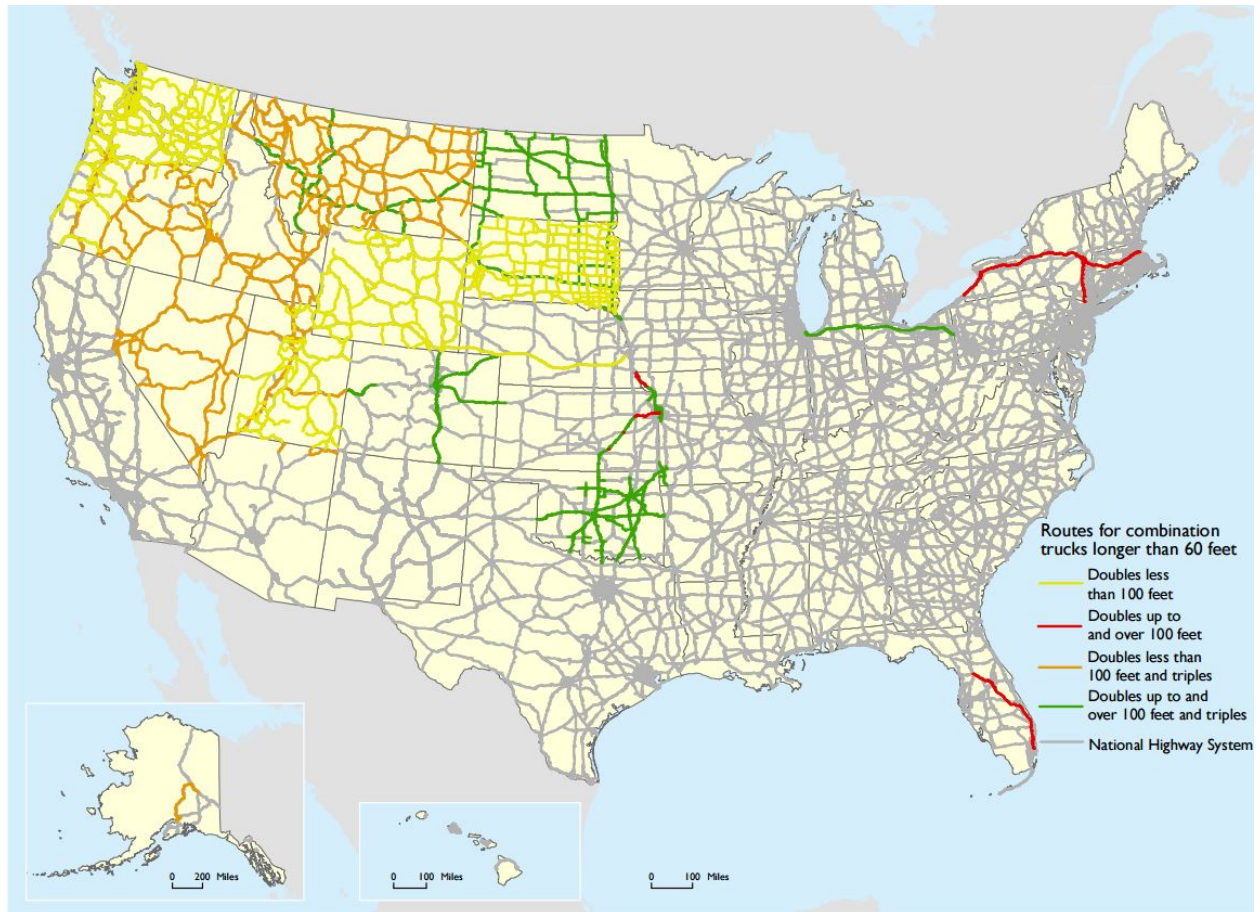 Routes for combination
trucks longer than 60 feet
Doubles less
than 100 feet
Doubles up to
and over 100 feet
Doubles less than
100 feet and triples
Doubles up to and
over 100 feet and triples
National Highway System
0 200 Miles
0 100 Miles
0 100 Miles